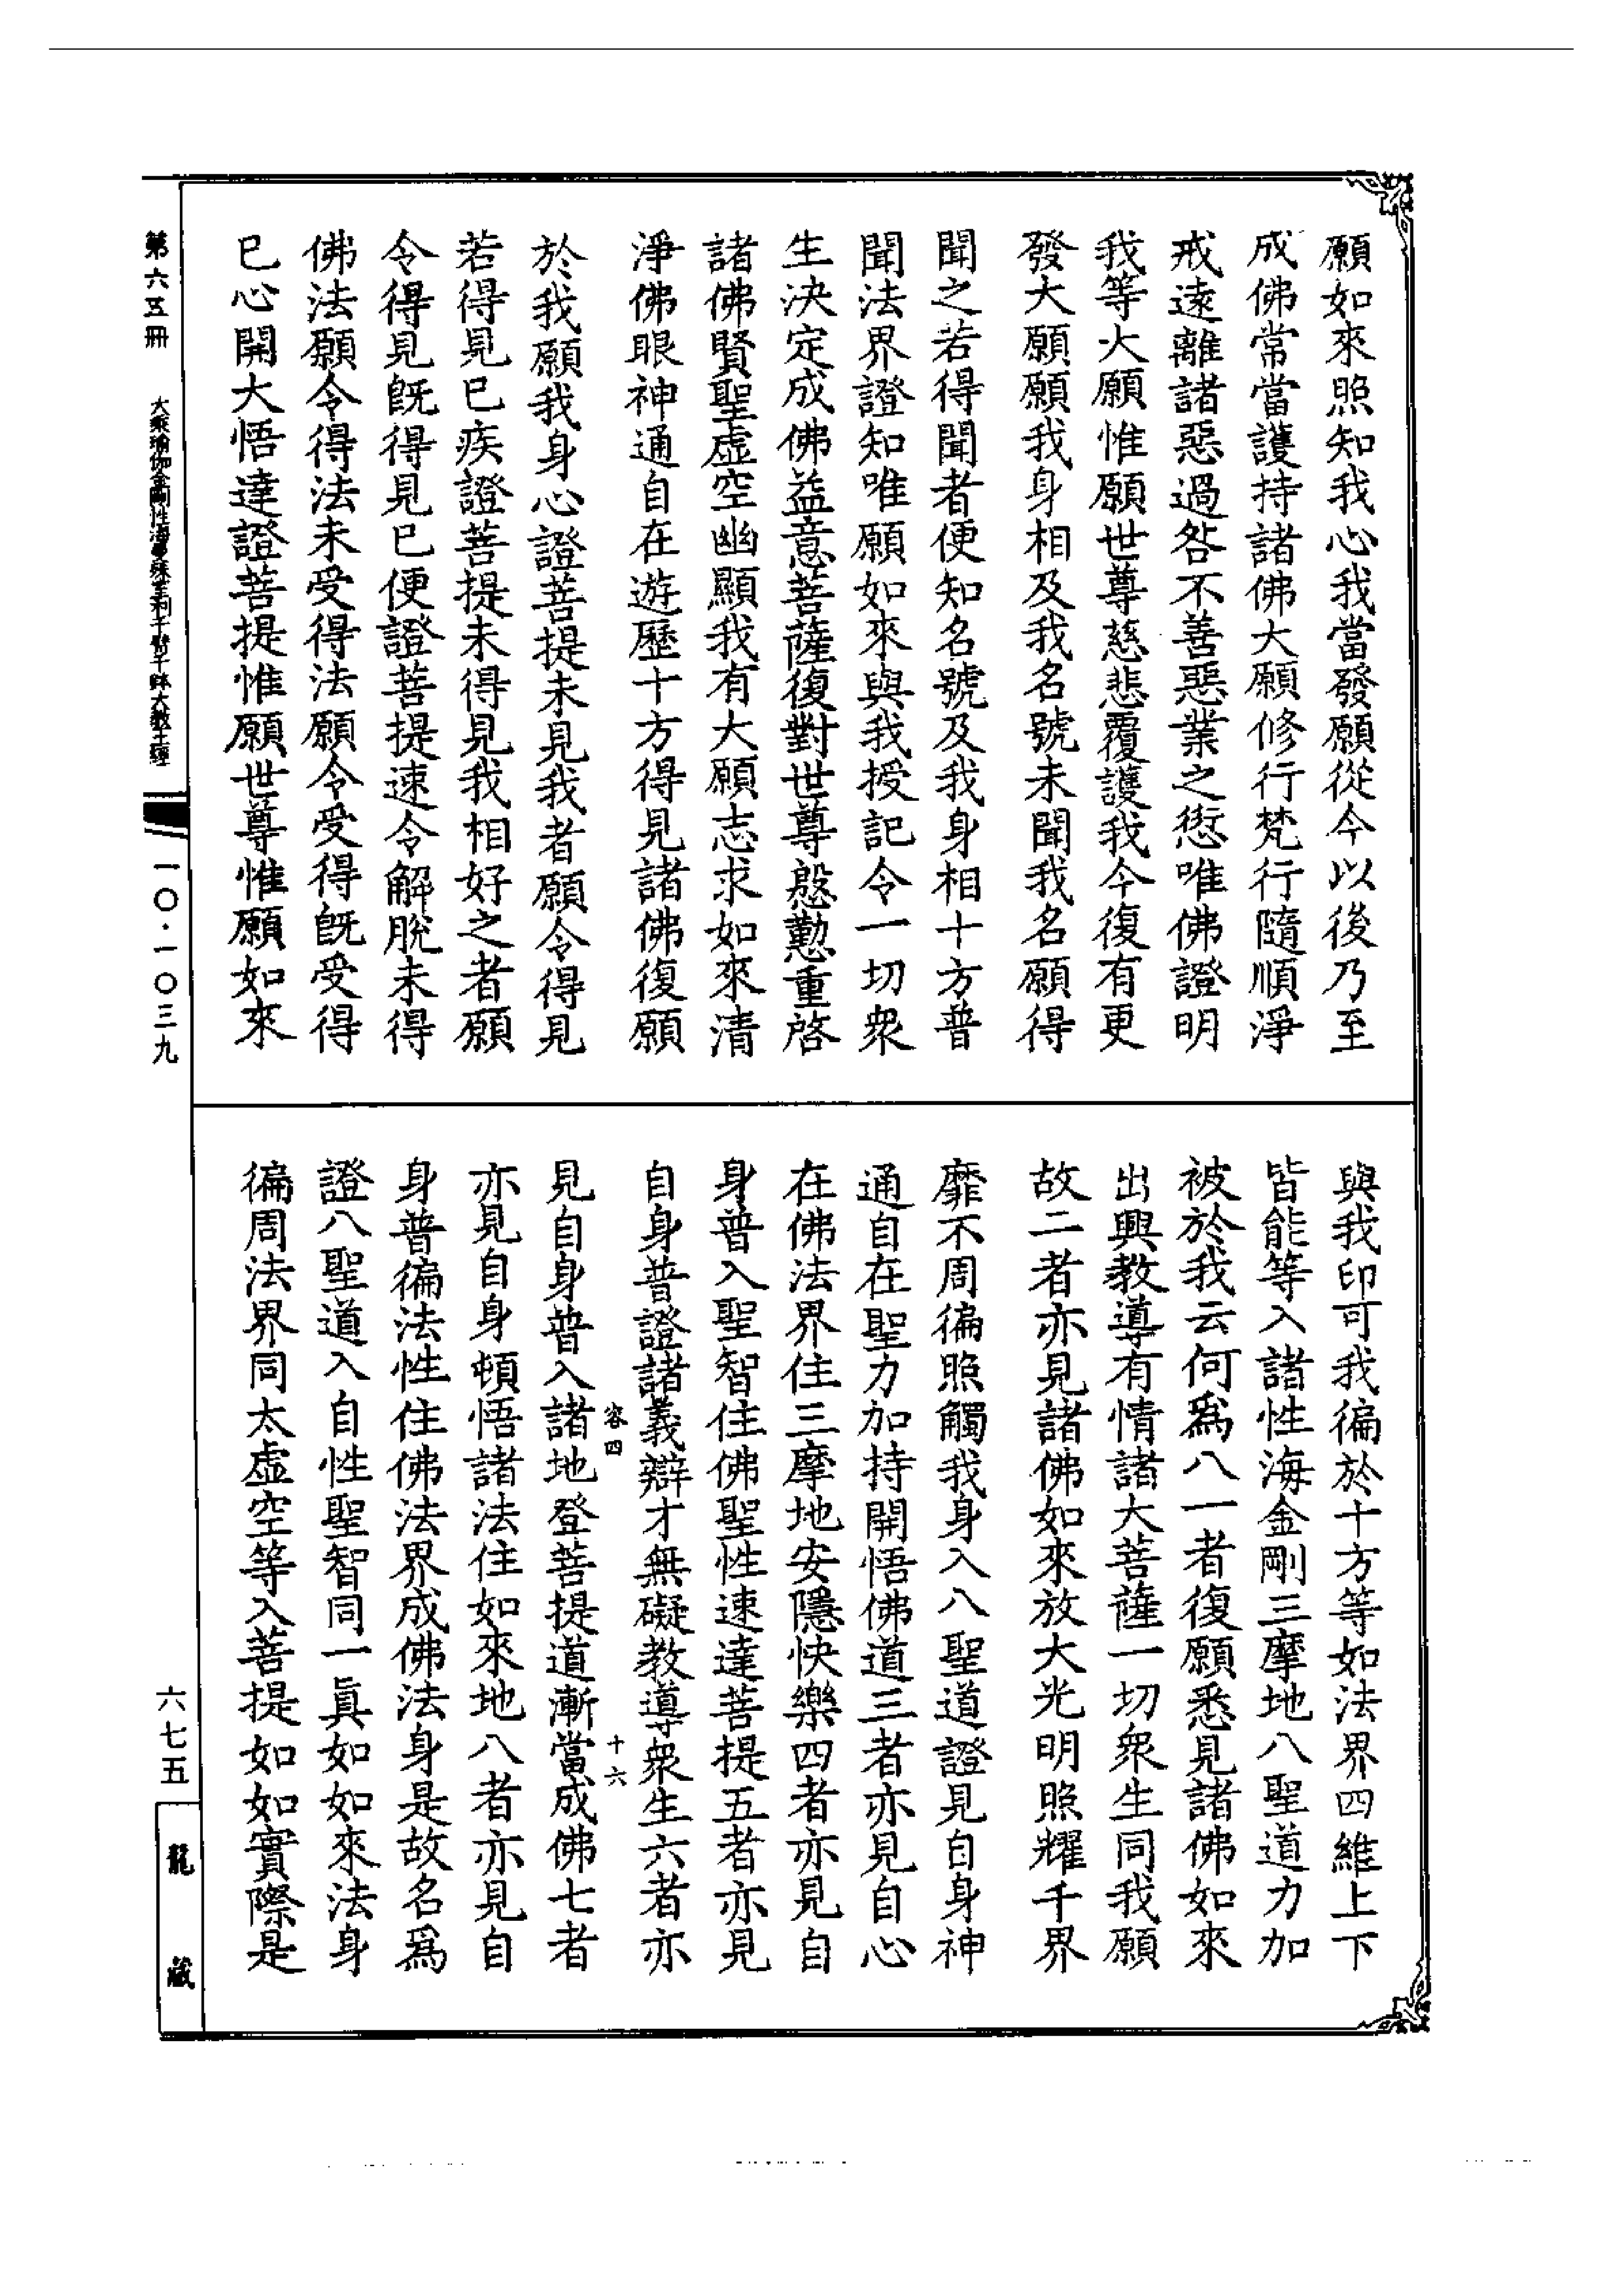 願如來照知我心我當發願從今以後乃至
成佛常當護持諸佛大願修行梵行隨順淨
戒遠離諸惡過咎不善惡業之愆唯佛證明
我等大願惟願世尊慈悲覆護我今復有更
發大願願我身相及我名號未聞我名願得
聞之若得聞者便知名號及我身相十方普
聞法界證知唯願如來與我授記令一切衆
生決定成佛益意菩薩復對世尊慇懃重啓
諸佛賢聖虛空幽顯我有大願志求如來清
淨佛眼神通自在遊歷十方得見諸佛復願
於我願我身心證菩提未見我者願令得見
若得見已疾證菩提未得見我相好之者願
令得見旣得見已便證菩提速令解脫未得
佛法願令得法未受得法願令受得旣受得
已心開大悟達證菩提惟願世尊惟願如來
與我印可我徧於十方等如法界四維上下
皆能等入諸性海金剛三摩地八聖道力加
被於我云何爲八一者復願悉見諸佛如來
出興教導有情諸大菩薩一切衆生同我願
故二者亦見諸佛如來放大光明照耀千界
靡不周徧照觸我身入八聖道證見自身神
通自在聖力加持開悟佛道三者亦見自心
在佛法界住三摩地安隱快樂四者亦見自
身普入聖智住佛聖性速達菩提五者亦見
自身普證諸義辯才無礙教導衆生六者亦
容四 十六
見自身普入諸地登菩提道漸當成佛七者
亦見自身頓悟諸法住如來地八者亦見自
身普徧法性住佛法界成佛法身是故名爲
證八聖道入自性聖智同一眞如如來法身
徧周法界同太虛空等入菩提如如實際是
第六五冊 大乘瑜伽金剛性海曼殊室利千臂千鉢大教王經 一〇·一〇三九
六七五 龍藏